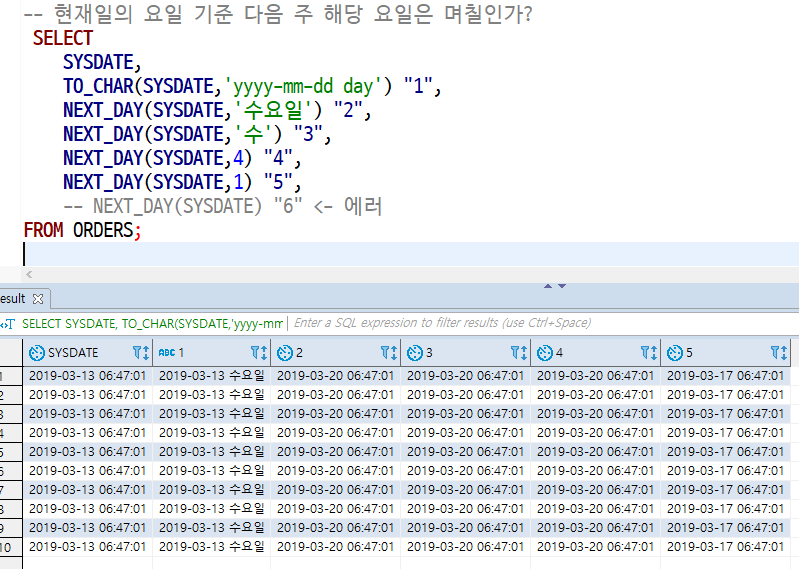 -- 현재일의 요일 기준 다음 주 해당 요일은 며칠인가?
SELECT
SYSDATE,
TO_CHAR(SYSDATE,'yyyy-mm-dd day') "1",
NEXT_DAY(SYSDATE,'수요일') "2",
NEXT_DAY(SYSDATE,'수') "3",
NEXT_DAY(SYSDATE,4) "4",
NEXT_DAY(SYSDATE,1) "5",
-- NEXT_DAY(SYSDATE) "6" <- 에러
FROM ORDERS;
esult
SELECT SYSDATE, TO_CHAR(SYSDATE,'yyyy-mm Enter a SQL expression to filter results (use Ctrl+Space)
SYSDATE ABC 1 2 3 4 5
1 2019-03-13 06:47:01 2019-03-13 수요일 2019-03-20 06:47:01 2019-03-20 06:47:01 2019-03-20 06:47:01 2019-03-17 06:47:01
2 2019-03-13 06:47:01 2019-03-13 수요일 2019-03-20 06:47:01 2019-03-20 06:47:01 2019-03-20 06:47:01 2019-03-17 06:47:01
3 2019-03-13 06:47:01 2019-03-13 수요일 2019-03-20 06:47:01 2019-03-20 06:47:01 2019-03-20 06:47:01 2019-03-17 06:47:01
4 2019-03-13 06:47:01 2019-03-13 수요일 2019-03-20 06:47:01 2019-03-20 06:47:01 2019-03-20 06:47:01 2019-03-17 06:47:01
5 2019-03-13 06:47:01 2019-03-13 수요일 2019-03-20 06:47:01 2019-03-20 06:47:01 2019-03-20 06:47:01 2019-03-17 06:47:01
6 2019-03-13 06:47:01 2019-03-13 수요일 2019-03-20 06:47:01 2019-03-20 06:47:01 2019-03-20 06:47:01 2019-03-17 06:47:01
7 2019-03-13 06:47:01 2019-03-13 수요일 2019-03-20 06:47:01 2019-03-20 06:47:01 2019-03-20 06:47:01 2019-03-17 06:47:01
8 2019-03-13 06:47:01 2019-03-13 수요일 2019-03-20 06:47:01 2019-03-20 06:47:01 2019-03-20 06:47:01 2019-03-17 06:47:01
9 2019-03-13 06:47:01 2019-03-13 수요일 2019-03-20 06:47:01 2019-03-20 06:47:01 2019-03-20 06:47:01 2019-03-17 06:47:01
10 2019-03-13 06:47:01 2019-03-13 수요일 2019-03-20 06:47:01 2019-03-20 06:47:01 2019-03-20 06:47:01 2019-03-17 06:47:01